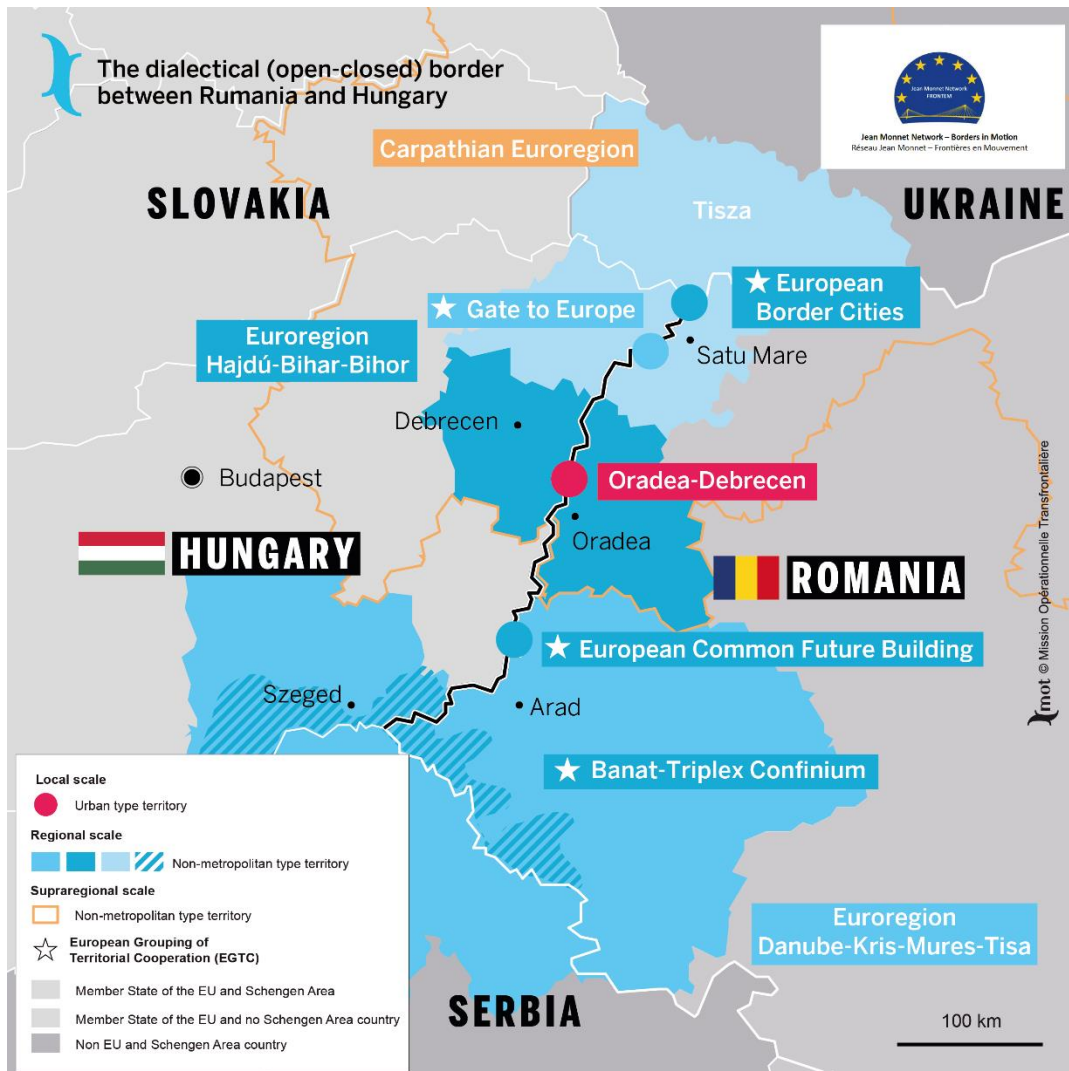 The dialectical (open-closed) border
between Rumania and Hungary
Jean Monnet Network
FRONTEM
Jean Monnet Network – Borders in Motion
Réseau Jean Monnet – Frontières en Mouvement
Carpathian Euroregion
SLOVAKIA
UKRAINE
Tisza
European
Border Cities
Gate to Europe
Euroregion
Hajdú-Bihar-Bihor
Satu Mare
Debrecen
Budapest
Oradea-Debrecen
Oradea
HUNGARY
ROMANIA
European Common Future Building
Szeged
Arad
Banat-Triplex Confinium
mot © Mission Opérationnelle Transfrontalière
Local scale
Urban type territory
Regional scale
Non-metropolitan type territory
Supraregional scale
Non-metropolitan type territory
European Grouping of
Territorial Cooperation (EGTC)
Member State of the EU and Schengen Area
Member State of the EU and no Schengen Area country
Non EU and Schengen Area country
Euroregion
Danube-Kris-Mures-Tisa
SERBIA
100 km